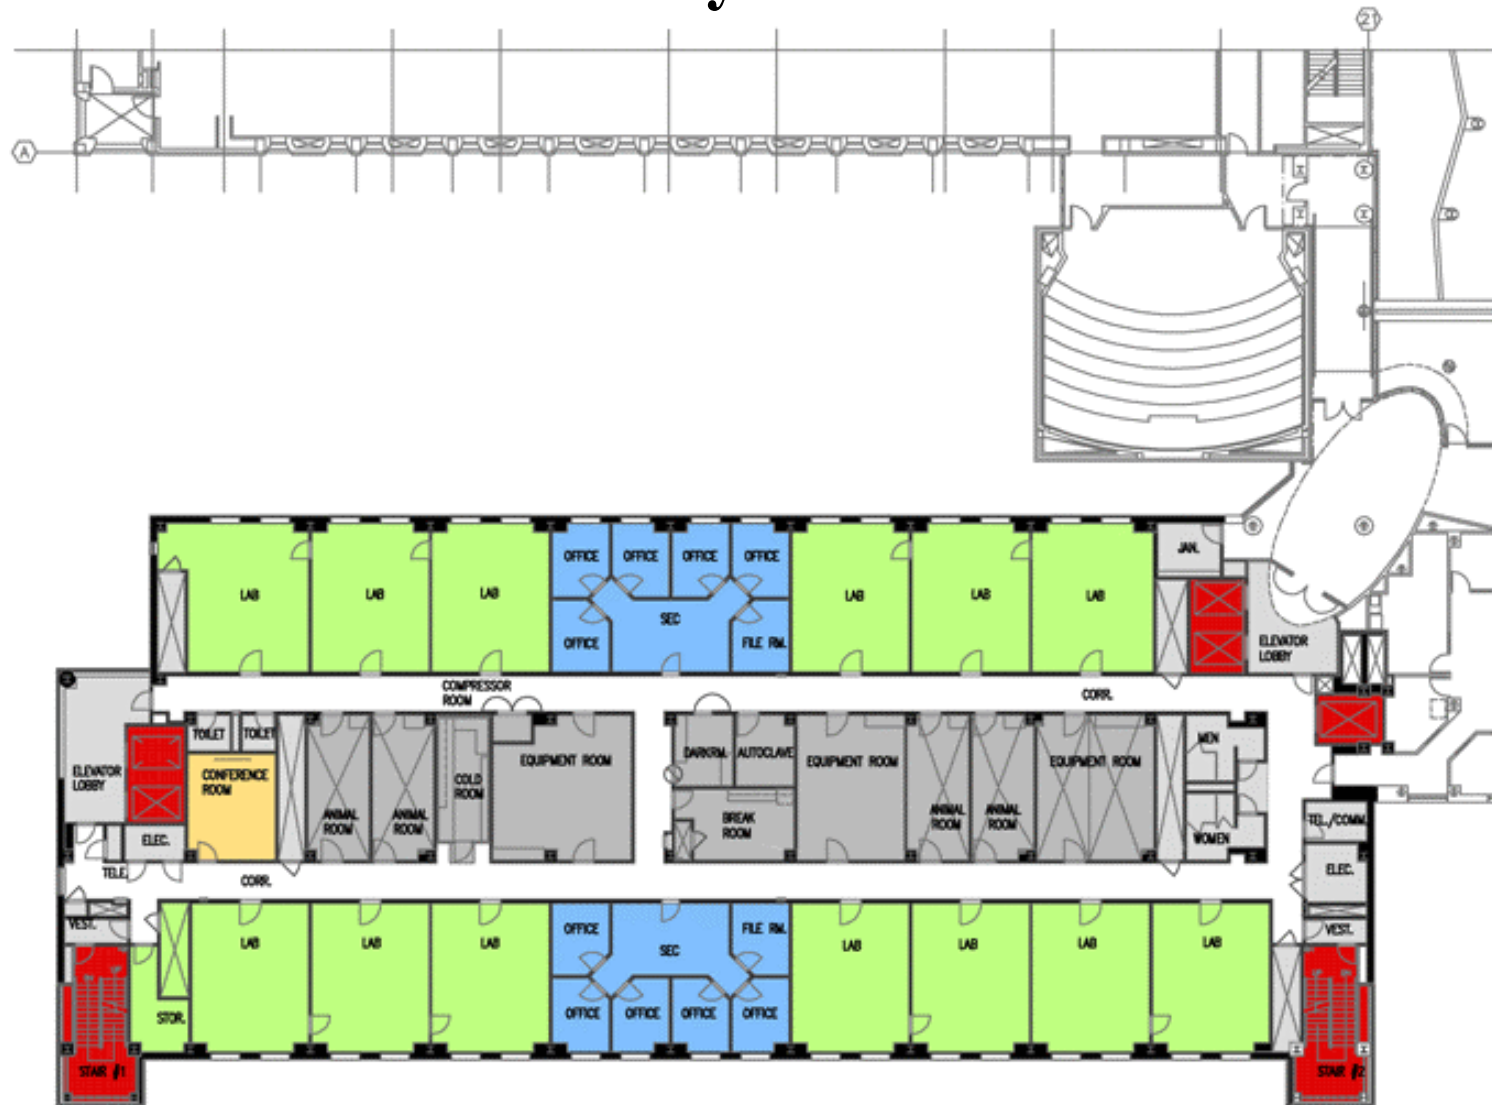 21
A
LAB
LAB
LAB
OFFICE
OFFICE
OFFICE
OFFICE
LAB
LAB
LAB
JAN.
OFFICE
SEC
FILE RM.
ELEVATOR
LOBBY
COMPRESSOR
ROOM
CORR.
TOILET
TOILET
ELEVATOR
LOBBY
CONFERENCE
ROOM
ANIMAL
ROOM
ANIMAL
ROOM
COLD
ROOM
EQUIPMENT ROOM
DARKRM.
AUTOCLAVE
BREAK
ROOM
EQUIPMENT ROOM
ANIMAL
ROOM
ANIMAL
ROOM
EQUIPMENT ROOM
MEN
WOMEN
TEL./COMM.
ELEC.
TELE.
CORR.
ELEC.
VEST.
VEST.
LAB
LAB
LAB
OFFICE
SEC
FILE RM.
LAB
LAB
LAB
LAB
STOR.
OFFICE
OFFICE
OFFICE
OFFICE
STAIR #1
STAIR #2